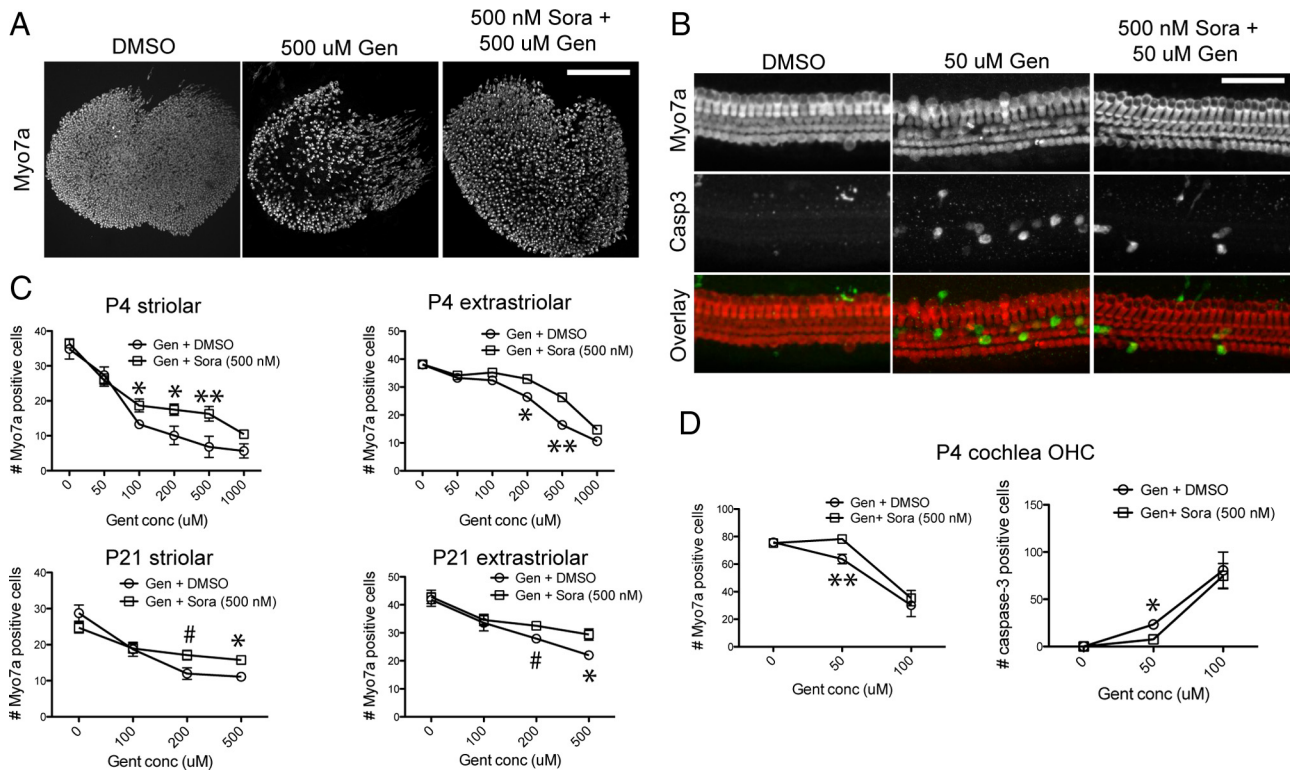 A
DMSO
500 uM Gen
500 nM Sora +
500 uM Gen
Myo7a
B
DMSO
50 uM Gen
500 nM Sora +
50 uM Gen
Myo7a
Casp3
Overlay
C
P4 striolar
Gen + DMSO
Gen + Sora (500 nM)
# Myo7a positive cells
40
30
20
10
0
* * **
0 50 100 200 500 1000
Gent conc (uM)
P4 extrastriolar
Gen + DMSO
Gen + Sora (500 nM)
# Myo7a positive cells
50
40
30
20
10
0
*
**
0 50 100 200 500 1000
Gent conc (uM)
P21 striolar
Gen + DMSO
Gen + Sora (500 nM)
# Myo7a positive cells
40
30
20
10
0
# *
0 100 200 500
Gent conc (uM)
P21 extrastriolar
Gen + DMSO
Gen + Sora (500 nM)
# Myo7a positive cells
50
40
30
20
10
0
#
*
0 100 200 500
Gent conc (uM)
D
P4 cochlea OHC
Gen + DMSO
Gen+ Sora (500 nM)
# Myo7a positive cells
100
80
60
40
20
0
**
0 50 100
Gent conc (uM)
Gen + DMSO
Gen + Sora (500 nM)
# caspase-3 positive cells
150
100
50
0
*
0 50 100
Gent conc (uM)